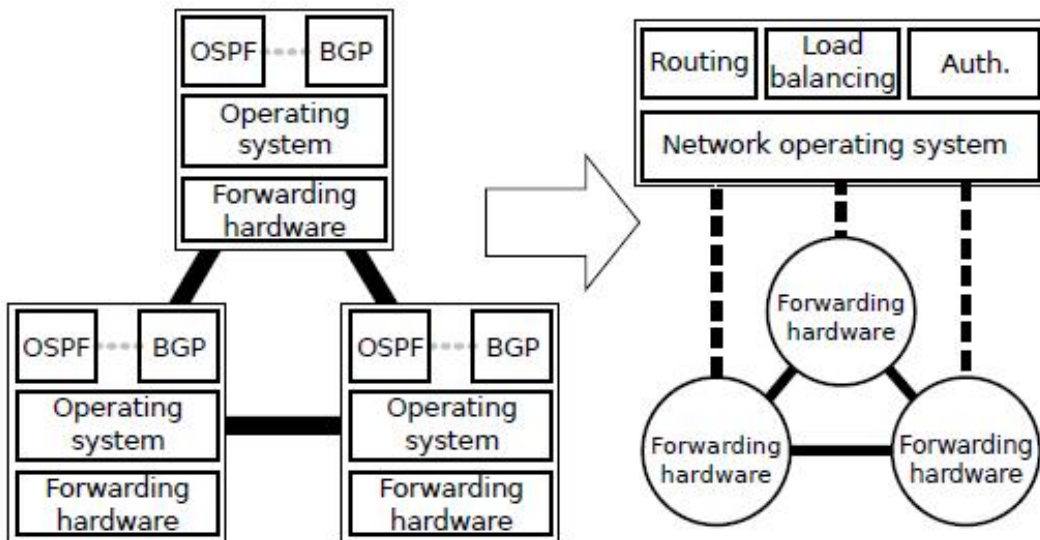 OSPF
BGP
Operating
system
Forwarding
hardware
OSPF
BGP
Operating
system
Forwarding
hardware
OSPF
BGP
Operating
system
Forwarding
hardware
Routing
Load
balancing
Auth.
Network operating system
Forwarding
hardware
Forwarding
hardware
Forwarding
hardware